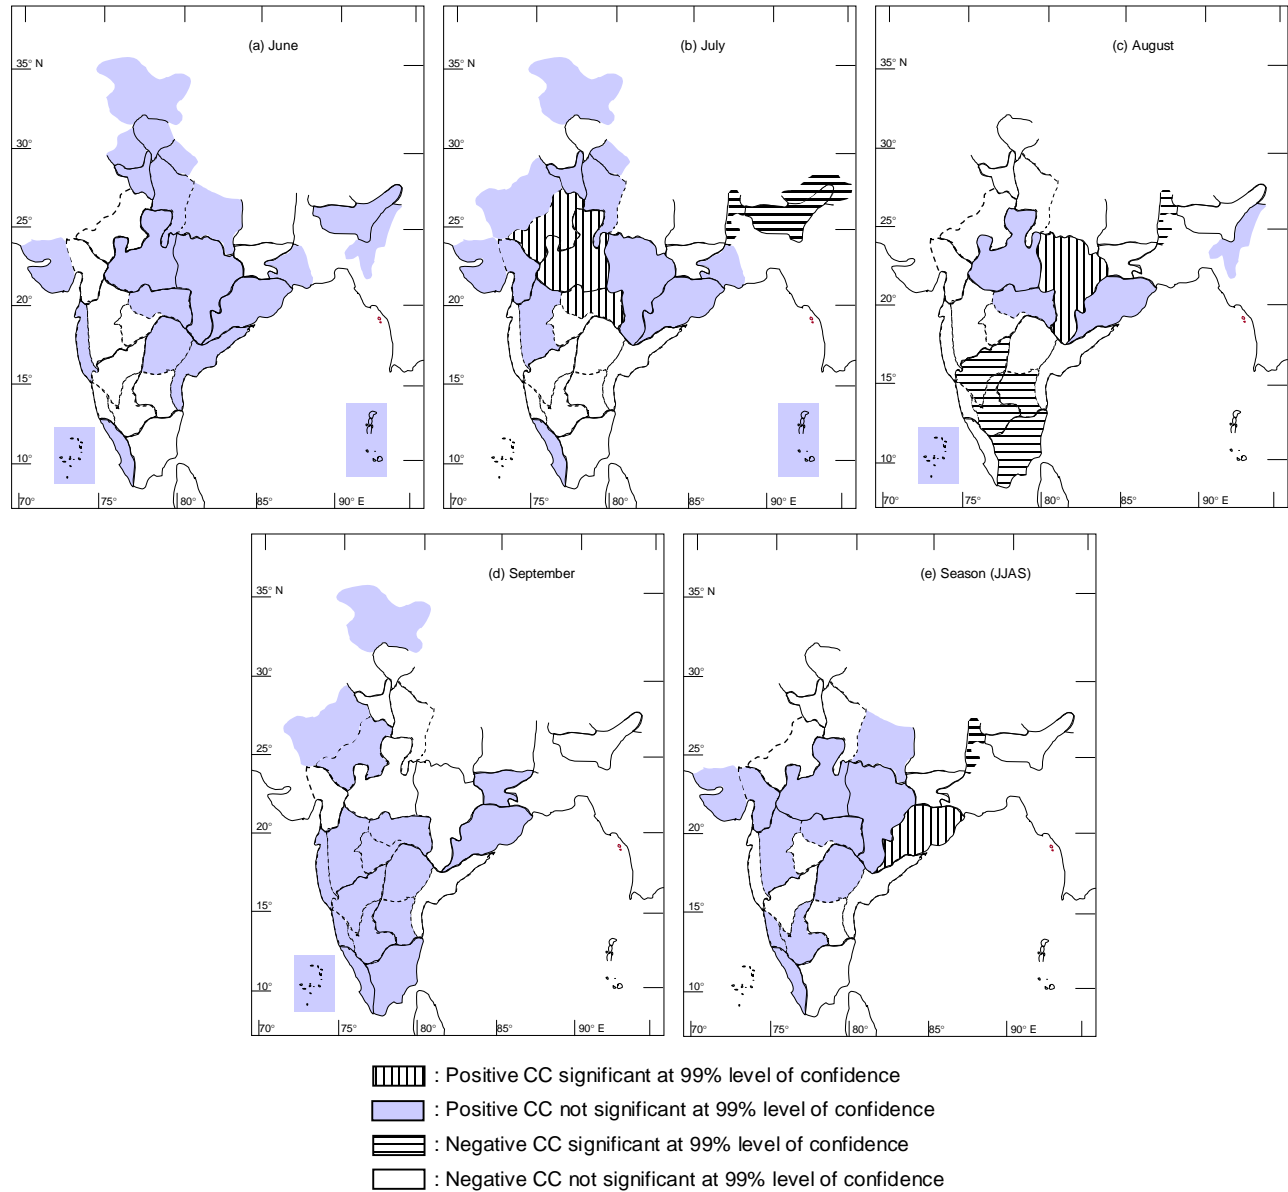 (a) June
35° N
30°
25°
20°
15°
10°
70°
75°
80°
85°
90° E
(b) July
35° N
30°
25°
20°
15°
10°
70°
75°
80°
85°
90° E
(c) August
35° N
30°
25°
20°
15°
10°
70°
75°
80°
85°
90° E
(d) September
35° N
30°
25°
20°
15°
10°
70°
75°
80°
85°
90° E
(e) Season (JJAS)
35° N
30°
25°
20°
15°
10°
70°
75°
80°
85°
90° E
: Positive CC significant at 99% level of confidence
: Positive CC not significant at 99% level of confidence
: Negative CC significant at 99% level of confidence
: Negative CC not significant at 99% level of confidence